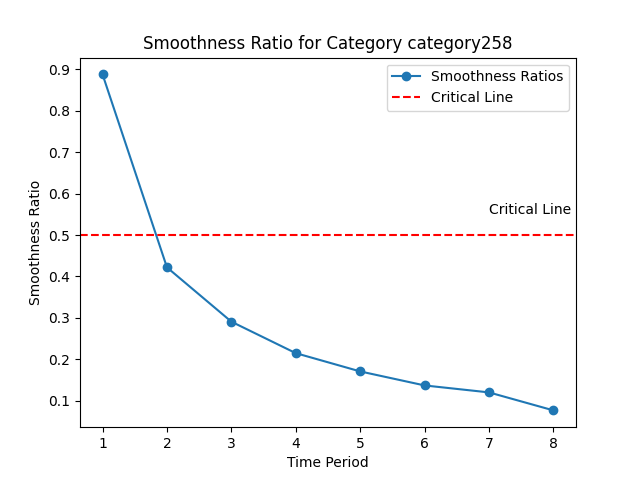 Smoothness Ratio for Category category258
Smoothness Ratios
Critical Line
Critical Line
Smoothness Ratio
0.9
0.8
0.7
0.6
0.5
0.4
0.3
0.2
0.1
1 2 3 4 5 6 7 8
Time Period